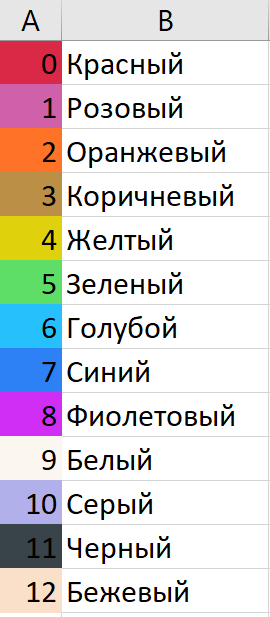 A B
0 Красный
1 Розовый
2 Оранжевый
3 Коричневый
4 Желтый
5 Зеленый
6 Голубой
7 Синий
8 Фиолетовый
9 Белый
10 Серый
11 Черный
12 Бежевый